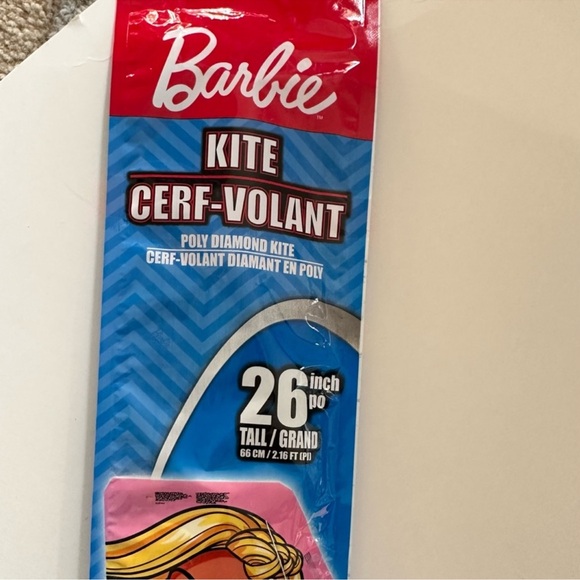 Barbie
™
KITE
CERF-VOLANT
POLY DIAMOND KITE
CERF-VOLANT DIAMANT EN POLY
26 inch
po
TALL / GRAND
66 CM / 2.16 FT (PI)